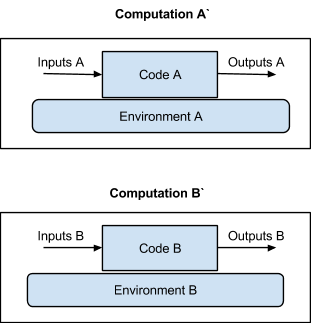 Computation A`
Inputs A
Code A
Outputs A
Environment A
Computation B`
Inputs B
Code B
Outputs B
Environment B